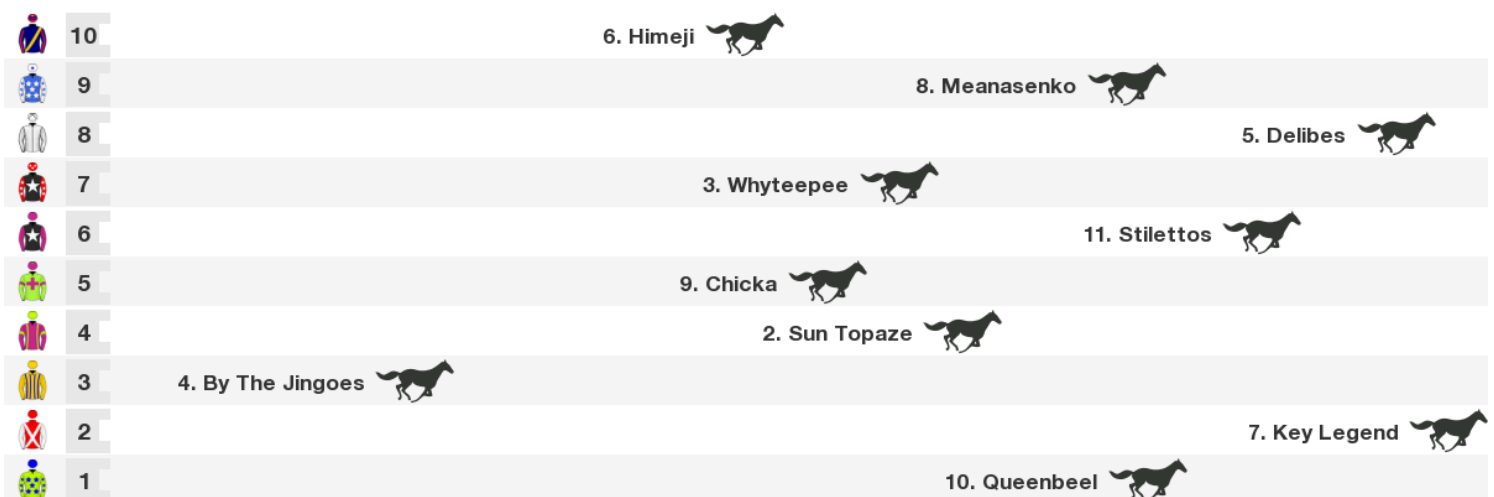 10 6. Himeji
9 8. Meanasenko
8 5. Delibes
7 3. Whyteepee
6 11. Stilettos
5 9. Chicka
4 2. Sun Topaze
3 4. By The Jingoes
2 7. Key Legend
1 10. Queenbeel